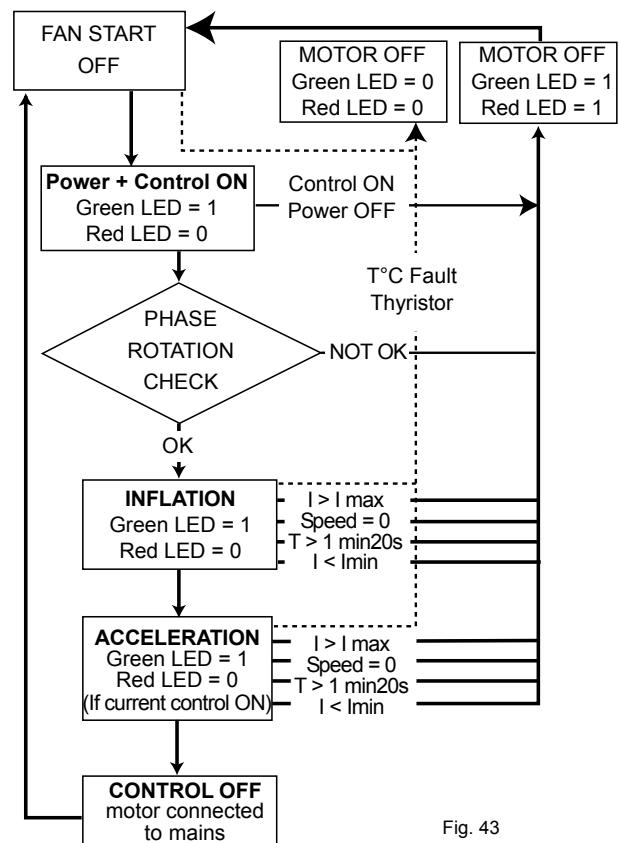 FAN START
OFF
MOTOR OFF
Green LED = 0
Red LED = 0
MOTOR OFF
Green LED = 1
Red LED = 1
Power + Control ON
Green LED = 1
Red LED = 0
Control ON
Power OFF
T°C Fault
Thyristor
PHASE
ROTATION
CHECK
NOT OK
OK
INFLATION
Green LED = 1
Red LED = 0
I > I max
Speed = 0
T > 1 min20s
I < Imin
ACCELERATION
Green LED = 1
Red LED = 0
(If current control ON)
I > I max
Speed = 0
T > 1 min20s
I < Imin
CONTROL OFF
motor connected
to mains
Fig. 43